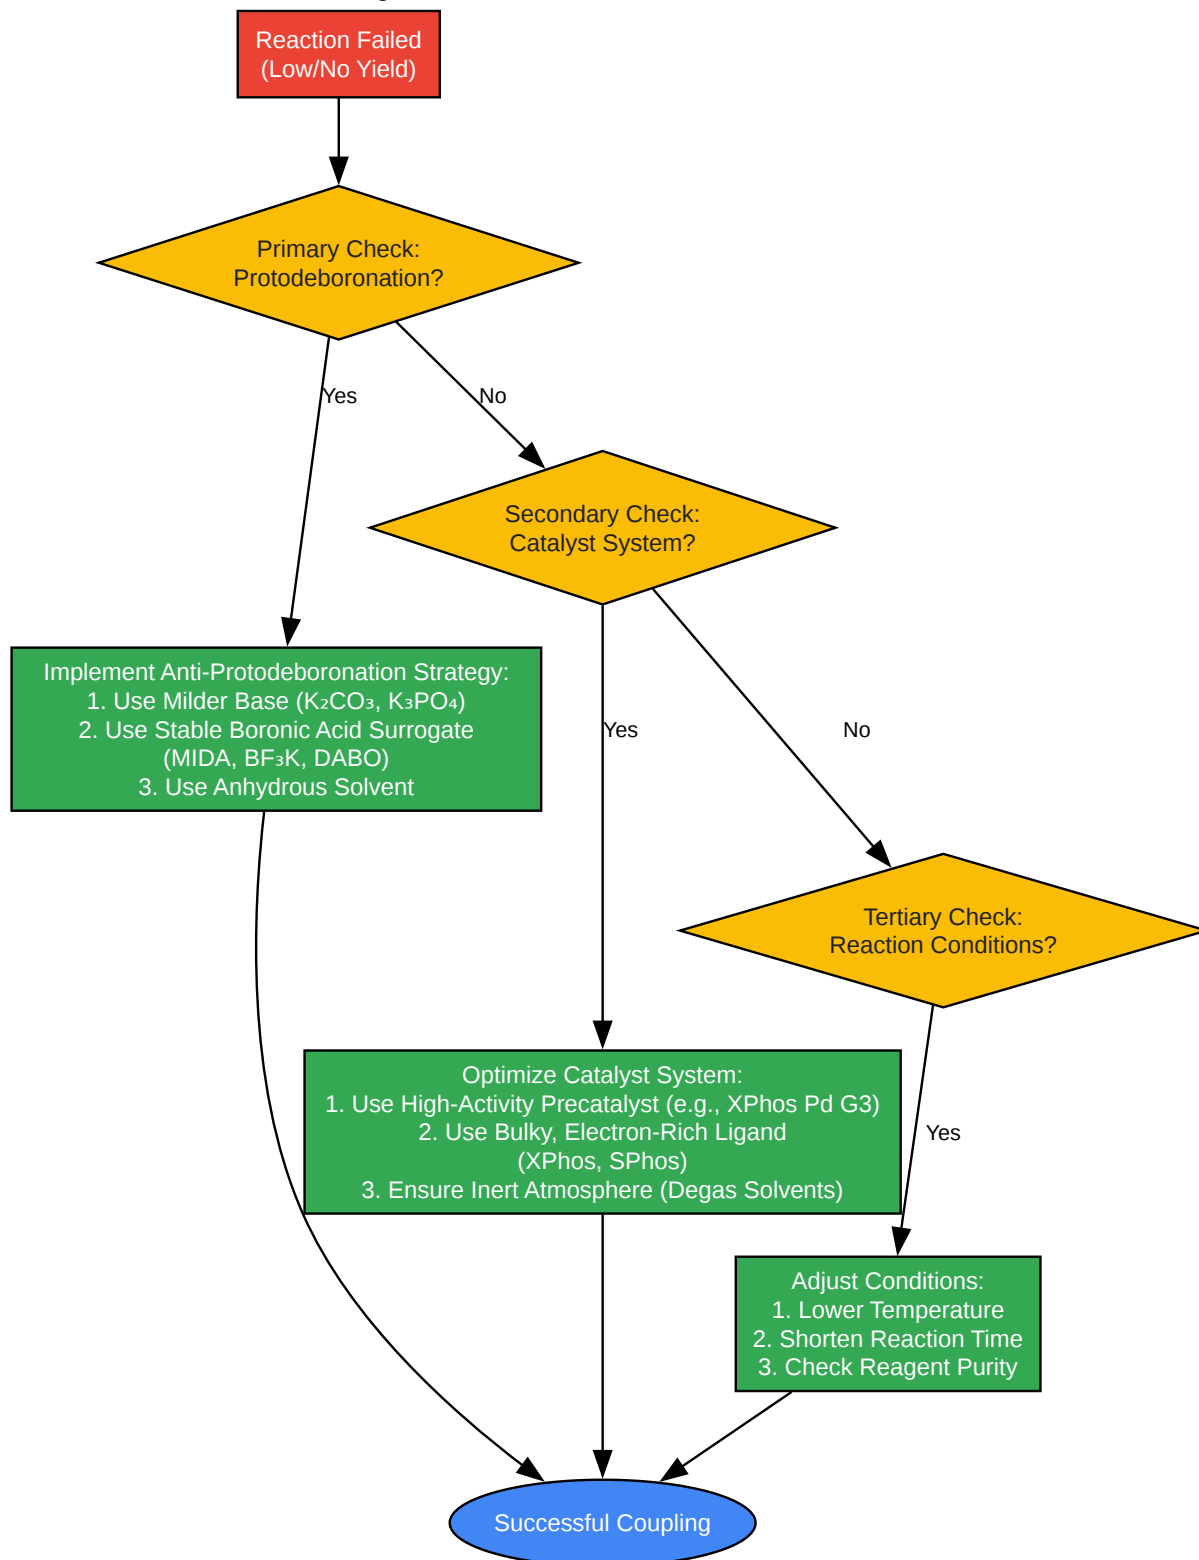 Reaction Failed
(Low/No Yield)
Primary Check:
Protodeboronation?
Yes
No
Secondary Check:
Catalyst System?
Implement Anti-Protodeboronation Strategy:
1. Use Milder Base (K₂CO₃, K₃PO₄)
2. Use Stable Boronic Acid Surrogate
(MIDA, BF₃K, DABO)
3. Use Anhydrous Solvent
Yes
No
Tertiary Check:
Reaction Conditions?
Optimize Catalyst System:
1. Use High-Activity Precatalyst (e.g., XPhos Pd G3)
2. Use Bulky, Electron-Rich Ligand
(XPhos, SPhos)
3. Ensure Inert Atmosphere (Degas Solvents)
Yes
Adjust Conditions:
1. Lower Temperature
2. Shorten Reaction Time
3. Check Reagent Purity
Successful Coupling